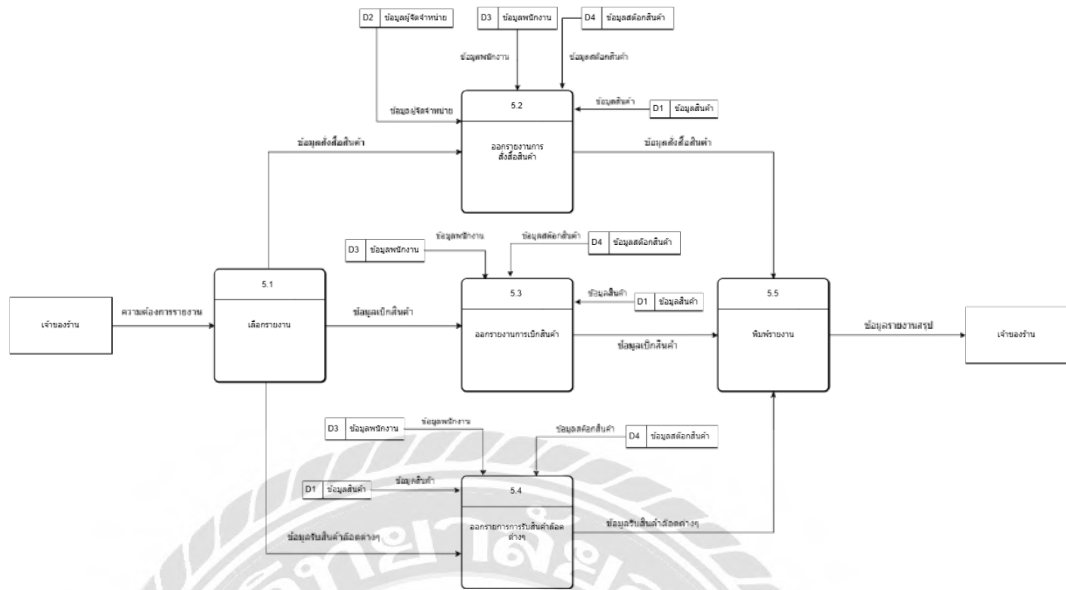 D2 ข้อมูลผู้จัดจำหน่าย
D3 ข้อมูลพนักงาน
D4 ข้อมูลสต๊อกสินค้า
ข้อมูลพนักงาน
ข้อมูลสต๊อกสินค้า
ข้อมูลผู้จัดจำหน่าย
ข้อมูลสินค้า
D1 ข้อมูลสินค้า
5.2
ออกรายงานการ
สั่งซื้อสินค้า
ข้อมูลสั่งซื้อสินค้า
ข้อมูลสั่งซื้อสินค้า
D3 ข้อมูลพนักงาน
ข้อมูลพนักงาน
ข้อมูลสต๊อกสินค้า
D4 ข้อมูลสต๊อกสินค้า
5.1
เลือกรายงาน
5.3
ออกรายงานการเบิกสินค้า
ข้อมูลสินค้า
D1 ข้อมูลสินค้า
5.5
พิมพ์รายงาน
เจ้าของร้าน
ความต้องการรายงาน
ข้อมูลเบิกสินค้า
ข้อมูลเบิกสินค้า
ข้อมูลรายงานสรุป
เจ้าของร้าน
D3 ข้อมูลพนักงาน
ข้อมูลพนักงาน
ข้อมูลสต๊อกสินค้า
D4 ข้อมูลสต๊อกสินค้า
D1 ข้อมูลสินค้า
ข้อมูลสินค้า
5.4
ออกรายการการรับสินค้าล๊อต
ต่างๆ
ข้อมูลรับสินค้าล๊อตต่างๆ
ข้อมูลรับสินค้าล๊อตต่างๆ